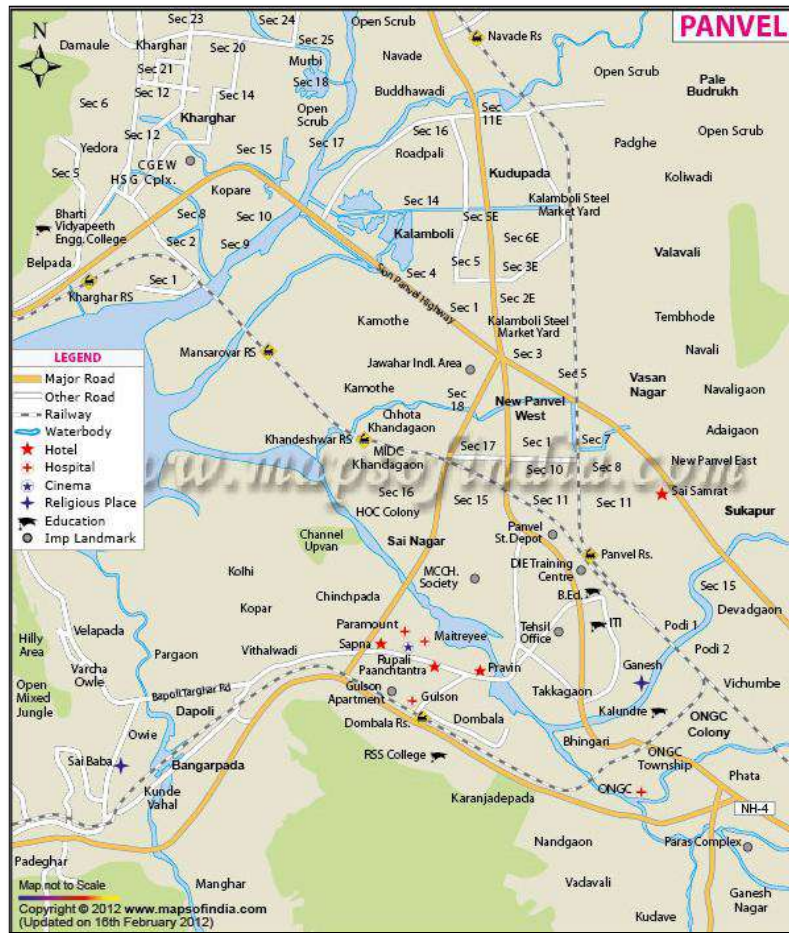 PANVEL
N
Sec 23
Sec 24
Open Scrub
Navade Rs
Damaule
Kharghar
Sec 20
Sec 25
Navade
Murbi
Sec 21
Sec 18
Buddhawadi
Open Scrub
Pale
Budrukh
Sec 6
Sec 12
Sec 14
Open
Scrub
Sec
11E
Kharghar
Sec 12
Sec 17
Sec 16
Open Scrub
Yedora
Sec 15
Roadpali
Padghe
CGEW
HSG Cplx.
Sec 5
Kudupada
Koliwadi
Kopare
Sec 14
Kalamboli Steel
Market Yard
Bharti
Vidyapeeth
Engg. College
Sec 8
Sec 10
Sec 5E
Kalamboli
Sec 2
Sec 9
Sec 6E
Valavali
Belpada
Sec 4
Sec 5
Sec 3E
Sec 1
Sion Panvel Highway
Kharghar RS
Sec 1
Sec 2E
Kamothe
Kalamboli Steel
Market Yard
Tembhode
Mansarovar RS
Sec 3
Navali
Jawahar Indl. Area
Sec 5
Vasan
Nagar
Kamothe
Sec
18
New Panvel
West
Navaligaon
Chhota
Khandagaon
Adaigaon
Khandeshwar RS
MIDC
Khandagaon
Sec 17
Sec 1
Sec 7
New Panvel East
Sec 10
Sec 8
www.mapsofindia.com
Sec 16
Sec 15
Sec 11
Sec 11
Sai Samrat
HOC Colony
Sukapur
Channel
Upvan
Sai Nagar
Panvel
St. Depot
Panvel Rs.
Kolhi
MCCH.
Society
DIE Training
Centre
Sec 15
Chinchpada
B.Ed.
Devadgaon
Kopar
Paramount
ITI
Podi 1
Hilly
Area
Velapada
Sapna
Maitreyee
Tehsil
Office
Podi 2
Vithalwadi
Rupali
Pargaon
Paanchtantra
Pravin
Ganesh
Varcha
Owle
Vichumbe
Open
Mixed
Jungle
Bapoli Targhar Rd
Gulson
Apartment
Gulson
Takkagaon
Dapoli
Kalundre
ONGC
Colony
Dombala Rs.
Dombala
Owie
Bhingari
Sai Baba
Bangarpada
RSS College
ONGC
Township
Phata
Kunde
Vahal
Karanjadepada
ONGC
NH-4
Nandgaon
Paras Complex
Padeghar
Vadavali
Manghar
Ganesh
Nagar
Kudave
LEGEND
Major Road
Other Road
Railway
Waterbody
Hotel
Hospital
Cinema
Religious Place
Education
Imp Landmark
Map not to Scale
Copyright © 2012 www.mapsofindia.com
(Updated on 16th February 2012)